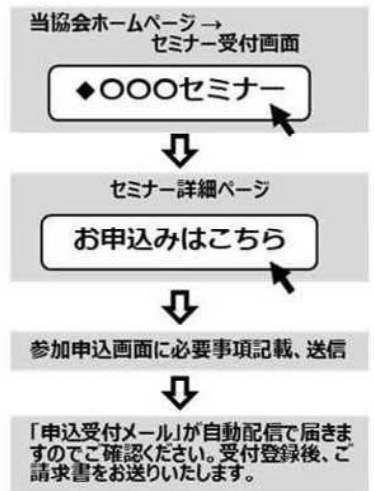 当協会ホームページ→
セミナー受付画面
◆○○○セミナー
セミナー詳細ページ
お申込みはこちら
参加申込画面に必要事項記載、送信
「申込受付メール」が自動配信で届きま
すのでご確認ください。受付登録後、ご
請求書をお送りいたします。